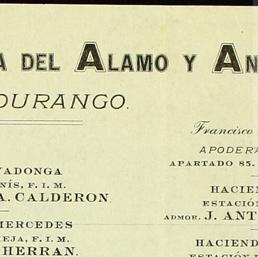 A DEL ALAMO Y AN
DURANGO.
Francisco
APODERA
APARTADO 85.
VADONGA
NÍS, F. I. M.
A. CALDERON
HACIEN
ESTACIÓ
ADMOR. J. ANT
MERCEDES
EJA, F. I. M.
HERRAN.
HACIEND